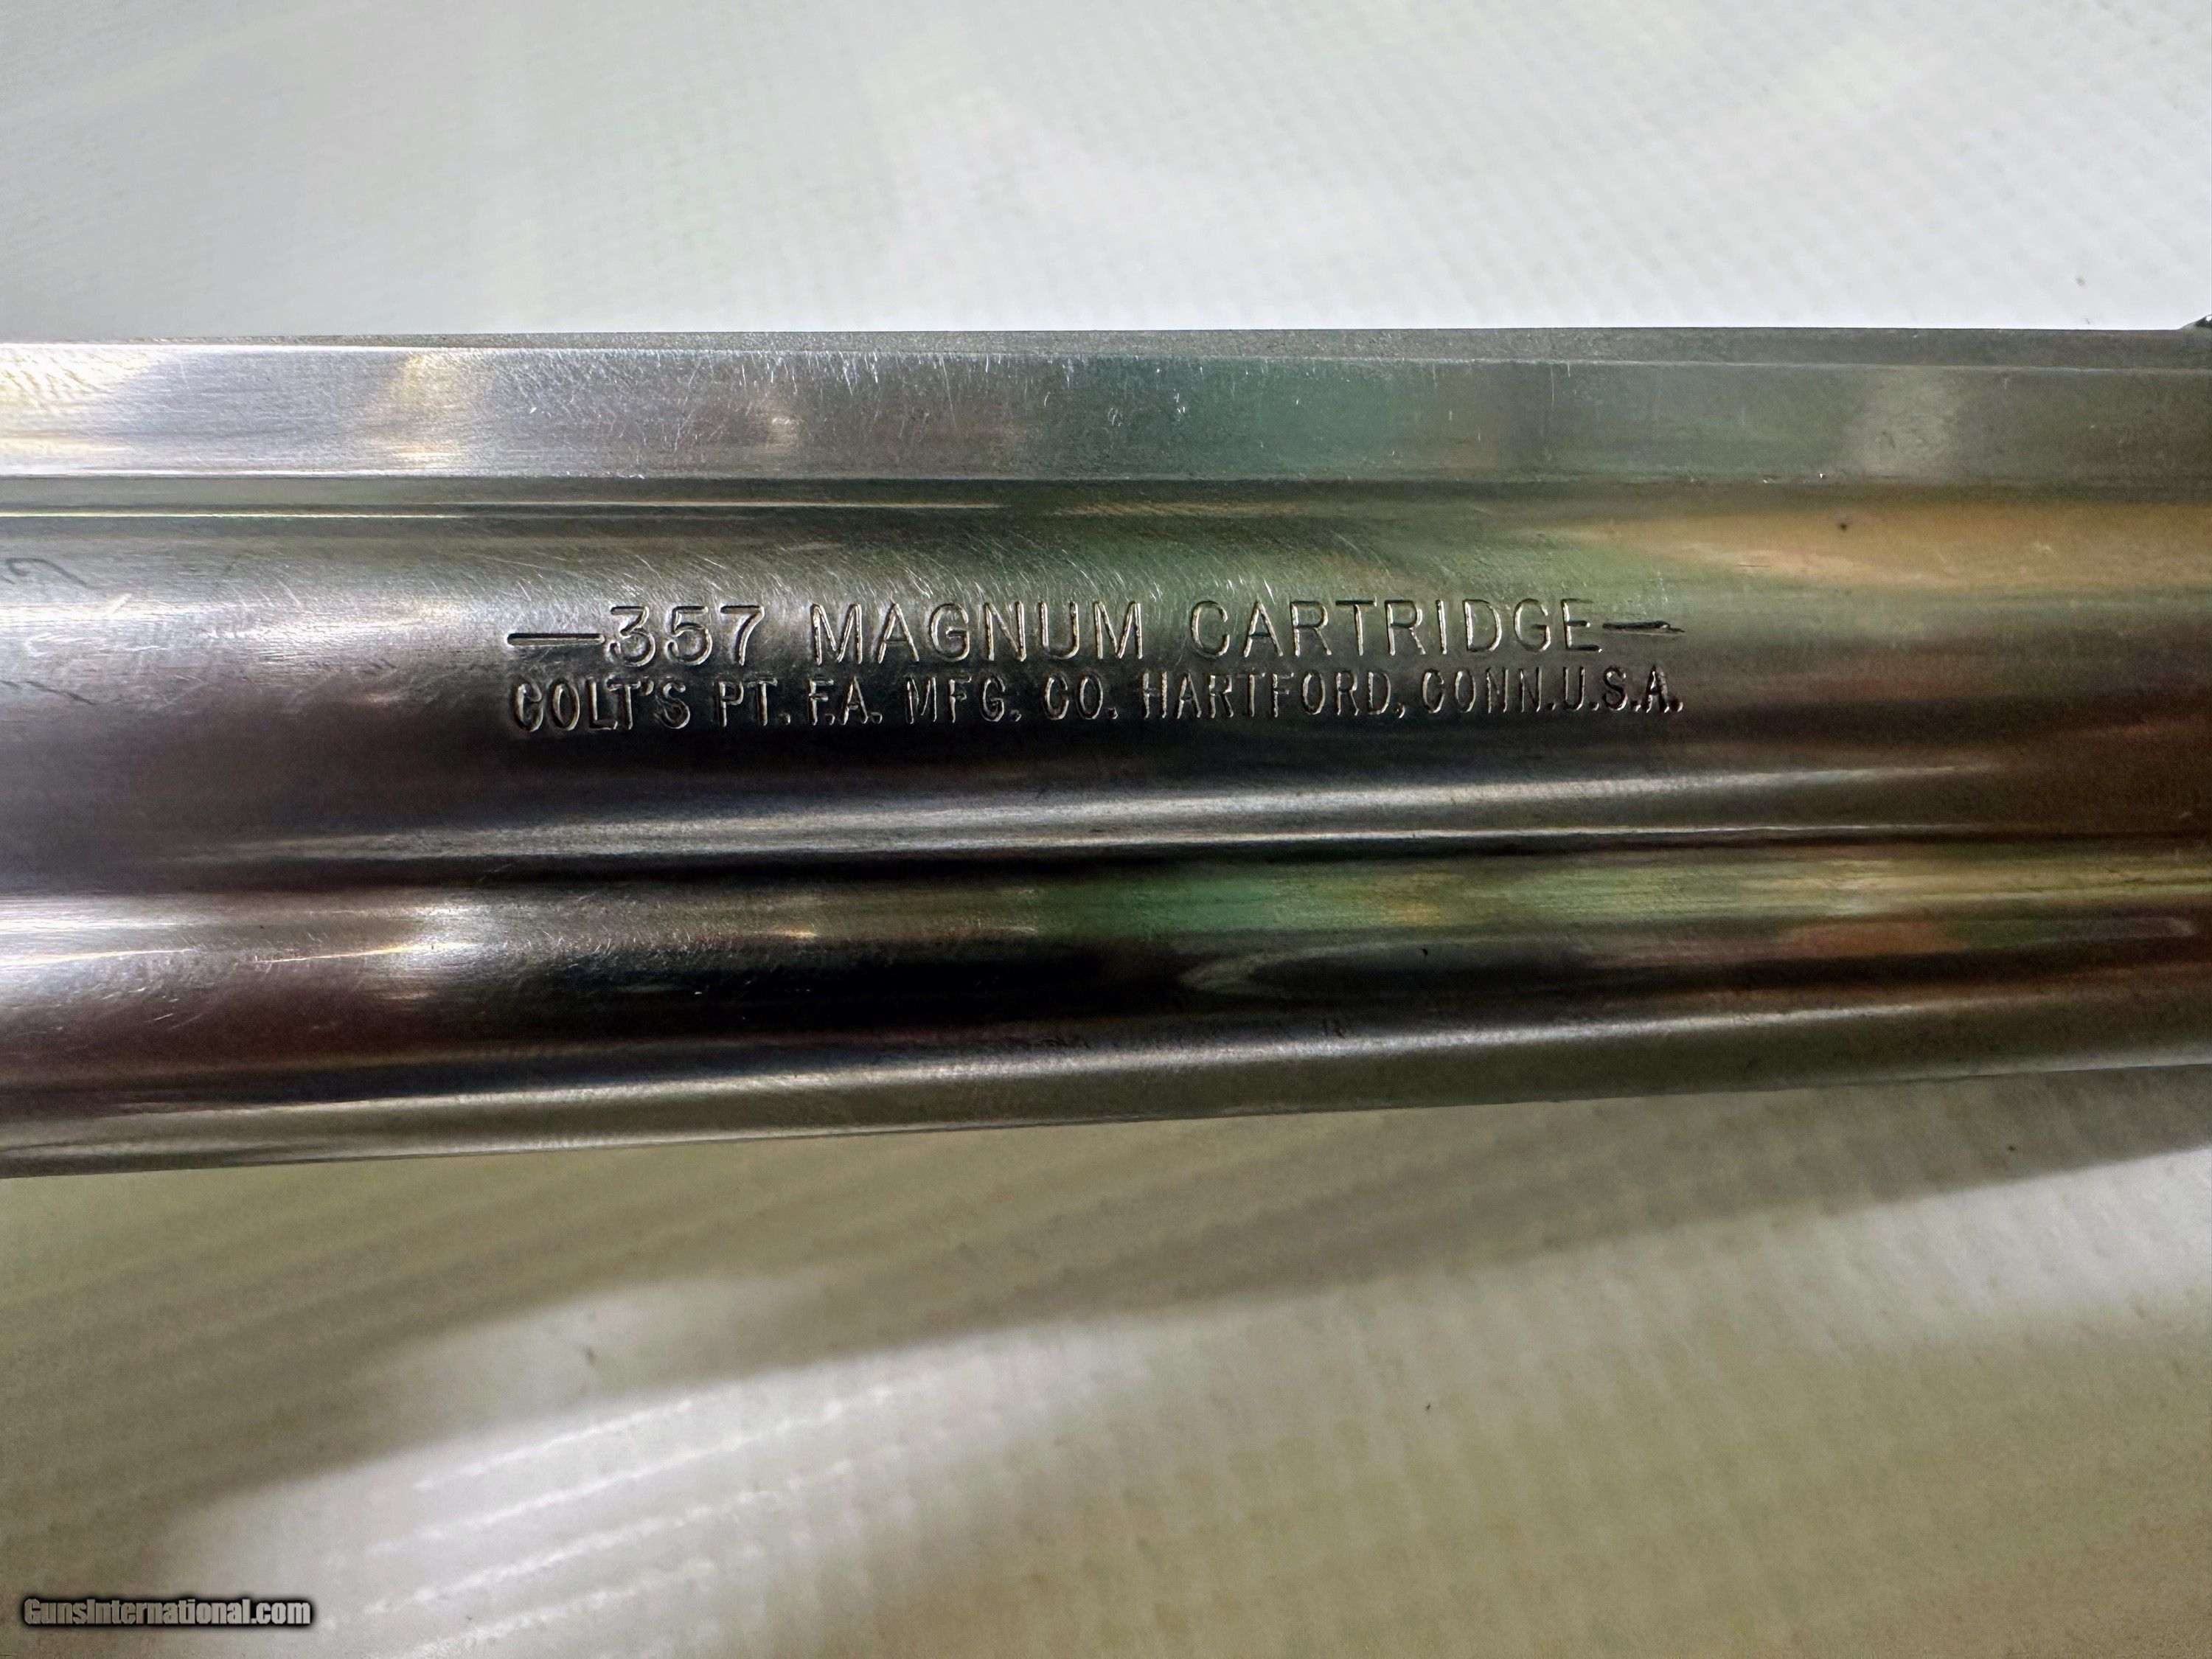 —357 MAGNUM CARTRIDGE—
COLT'S PT. F.A. MFG. CO. HARTFORD, CONN. U.S.A.
GunsInternational.com